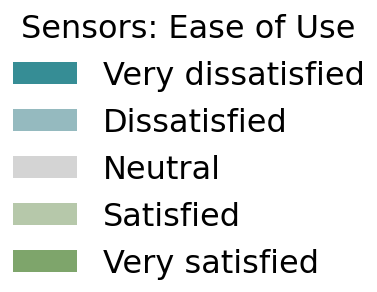 Sensors: Ease of Use
Very dissatisfied
Dissatisfied
Neutral
Satisfied
Very satisfied